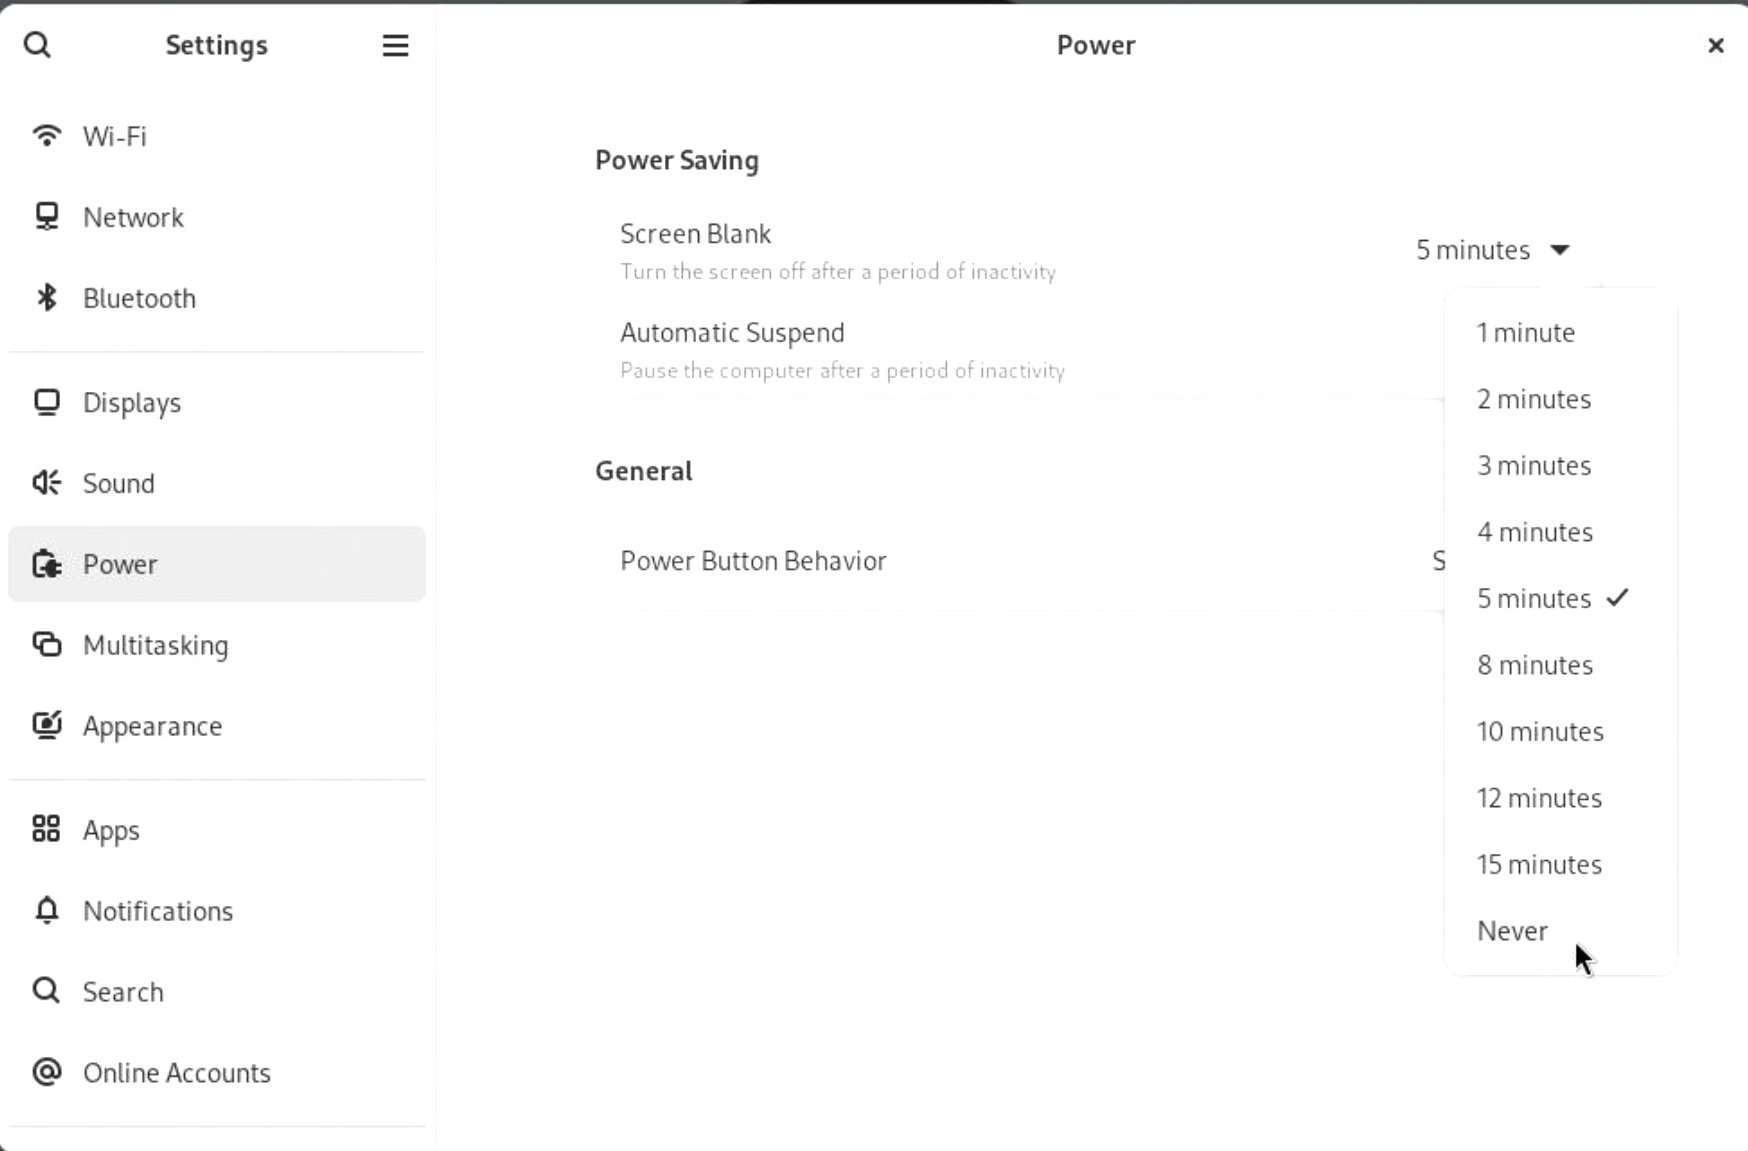 Settings
Wi-Fi
Network
Bluetooth
Displays
Sound
Power
Multitasking
Appearance
Apps
Notifications
Search
Online Accounts
Power
Power Saving
Screen Blank
Turn the screen off after a period of inactivity
5 minutes
Automatic Suspend
Pause the computer after a period of inactivity
General
Power Button Behavior
1 minute
2 minutes
3 minutes
4 minutes
5 minutes
8 minutes
10 minutes
12 minutes
15 minutes
Never